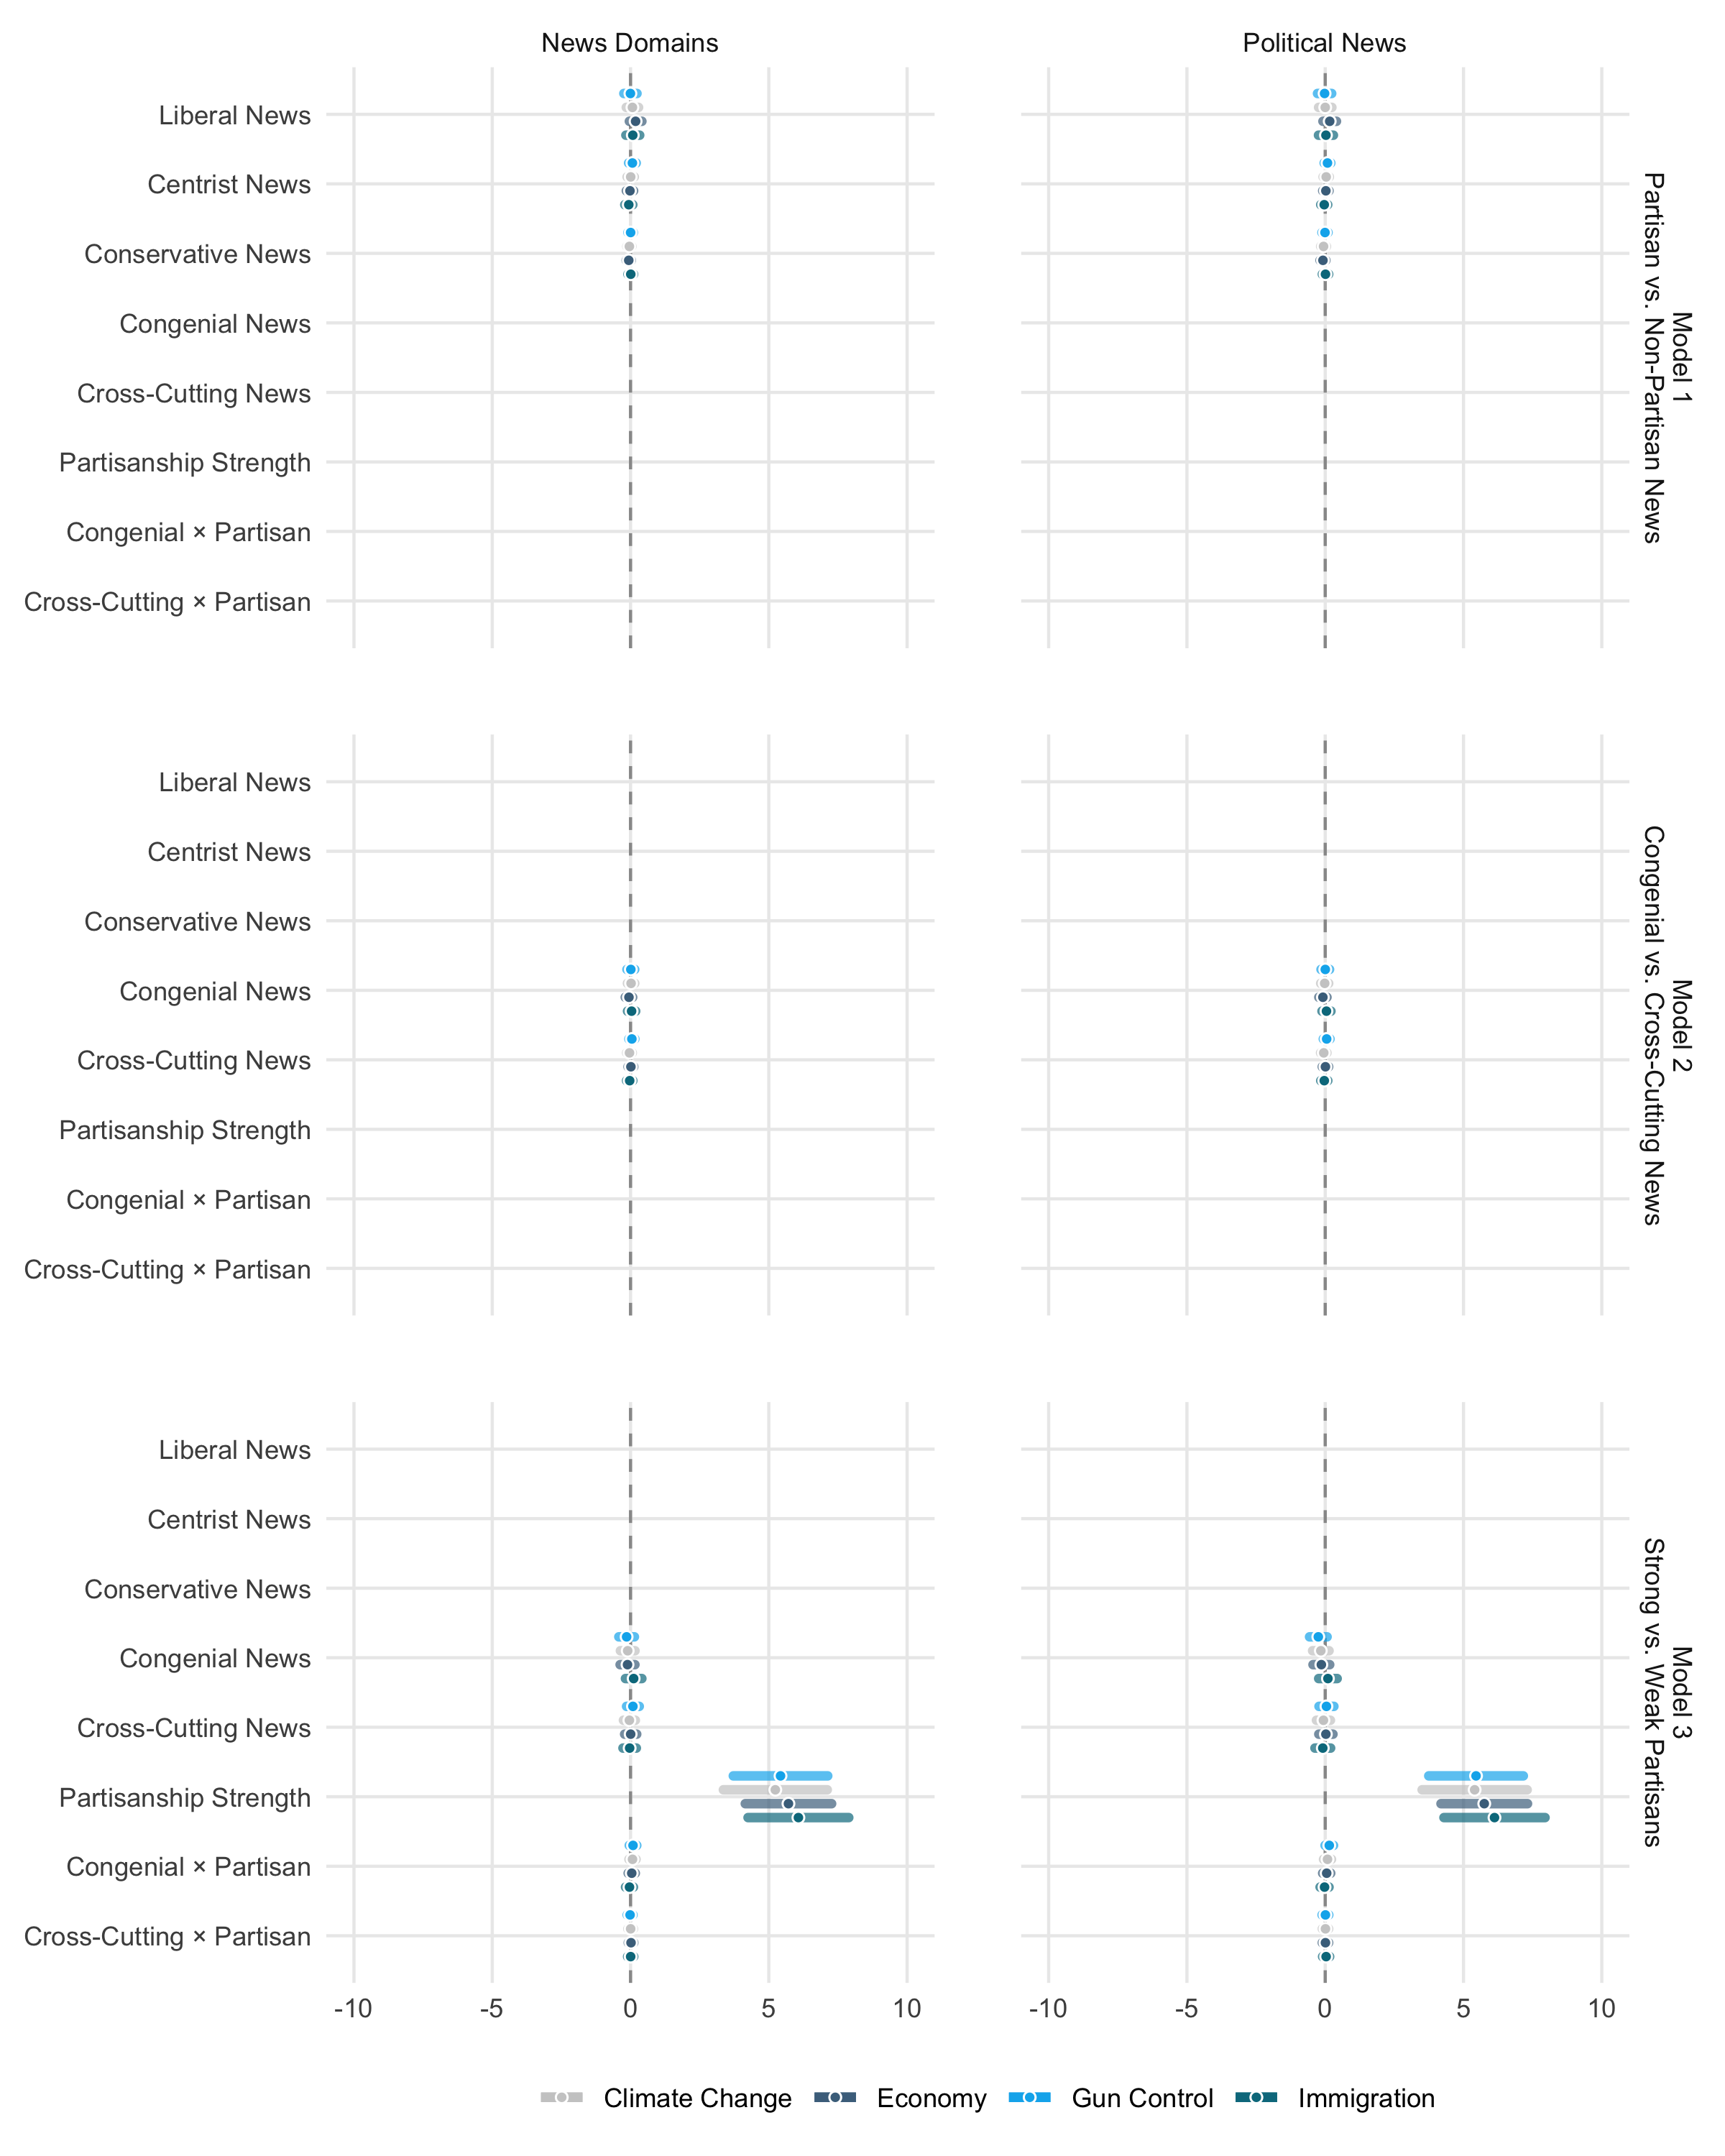 News Domains
Political News
Liberal News
Centrist News
Conservative News
Congenial News
Cross-Cutting News
Partisanship Strength
Congenial × Partisan
Cross-Cutting × Partisan
Model 1
Partisan vs. Non-Partisan News
Liberal News
Centrist News
Conservative News
Congenial News
Cross-Cutting News
Partisanship Strength
Congenial × Partisan
Cross-Cutting × Partisan
Model 2
Congenial vs. Cross-Cutting News
Liberal News
Centrist News
Conservative News
Congenial News
Cross-Cutting News
Partisanship Strength
Congenial × Partisan
Cross-Cutting × Partisan
Model 3
Strong vs. Weak Partisans
-10 -5 0 5 10
-10 -5 0 5 10
Climate Change Economy Gun Control Immigration